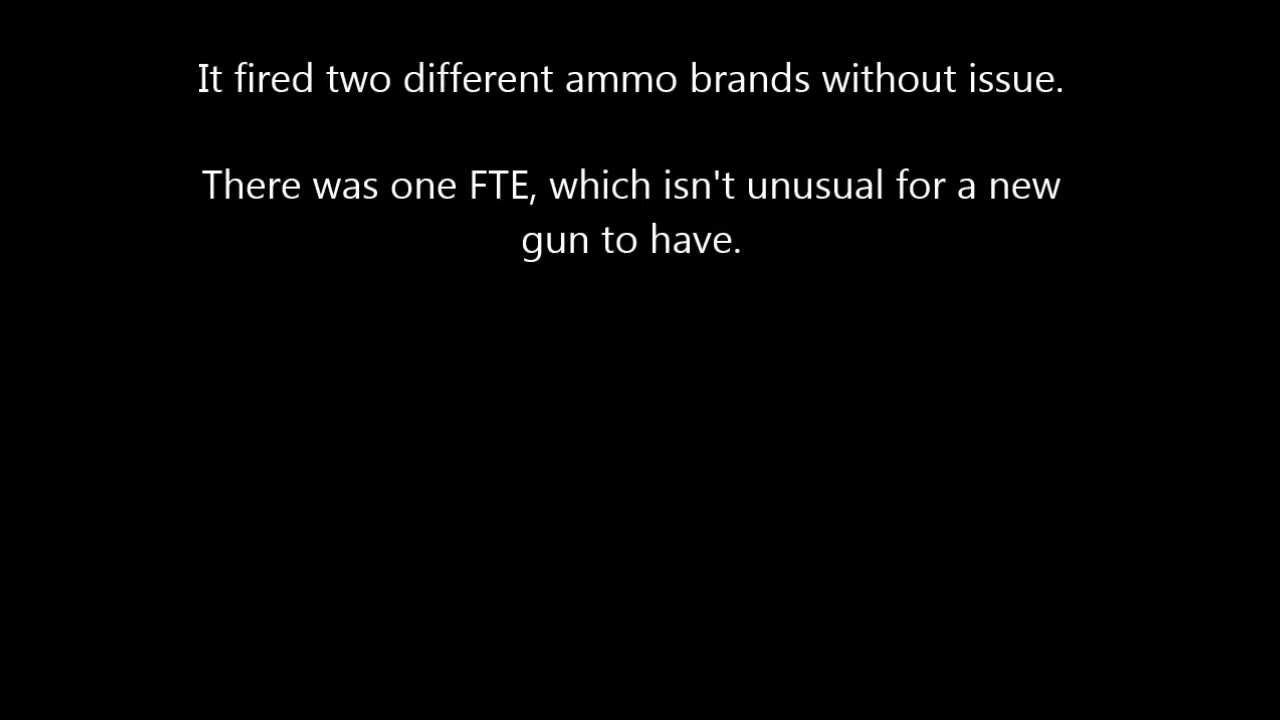 It fired two different ammo brands without issue.
There was one FTE, which isn't unusual for a new
gun to have.